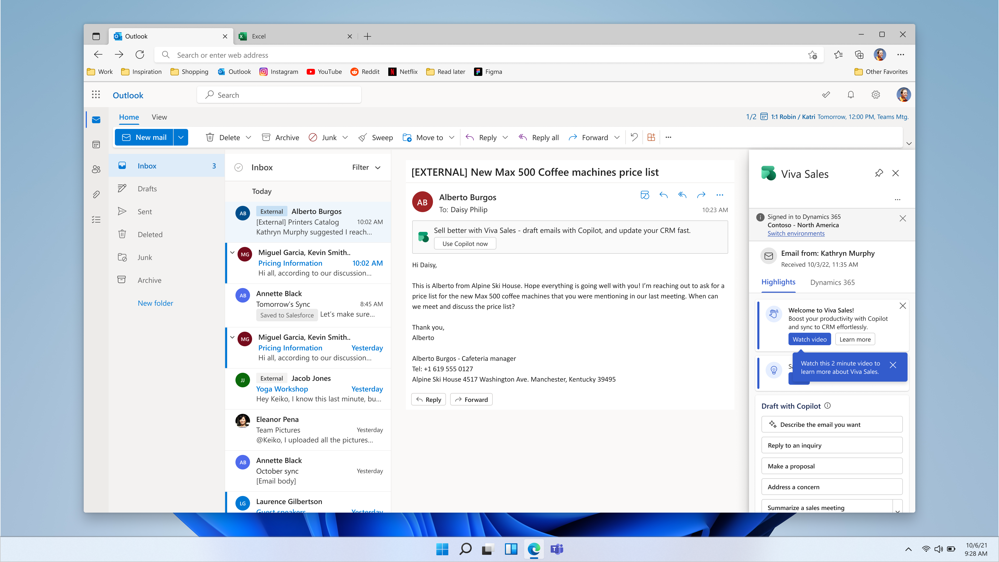 Outlook
Excel
Search or enter web address
Work
Inspiration
Shopping
Outlook
Instagram
YouTube
Reddit
Netflix
Read later
Figma
Other Favorites
Outlook
Search
Home
View
1/2 1:1 Robin / Katri Tomorrow, 12:00 PM, Teams Mtg.
New mail
Delete
Archive
Junk
Sweep
Move to
Reply
Reply all
Forward
Inbox 3
Drafts
Sent
Deleted
Junk
Archive
New folder
Inbox
Filter
Today
AB
External Alberto Burgos
[External] Printers Catalog 10:02 AM
Kathryn Murphy suggested I reach...
MG
Miguel Garcia, Kevin Smith..
Pricing Information 10:02 AM
Hi all, according to our discussion...
AB
Annette Black
Tomorrow’s Sync 8:45 AM
Saved to Salesforce Let’s make sure...
MG
Miguel Garcia, Kevin Smith..
Pricing Information Yesterday
Hi all, according to our discussion...
JJ
External Jacob Jones
Yoga Workshop Yesterday
Hey Keiko, I know this last minute, bu...
Eleanor Pena
Team Pictures Yesterday
@Keiko, I uploaded all the pictures...
AB
Annette Black
October sync Yesterday
[Email body]
LG
Laurence Gilbertson
Guest speakers Yesterday
[EXTERNAL] New Max 500 Coffee machines price list
AB
Alberto Burgos
To: Daisy Philip
10:23 AM
Sell better with Viva Sales - draft emails with Copilot, and update your CRM fast.
Use Copilot now
Hi Daisy,
This is Alberto from Alpine Ski House. Hope everything is going well with you! I’m reaching out to ask for a
price list for the new Max 500 coffee machines that you were mentioning in our last meeting. When can
we meet and discuss the price list?
Thank you,
Alberto
Alberto Burgos - Cafeteria manager
Tel: +1 619 555 0127
Alpine Ski House 4517 Washington Ave. Manchester, Kentucky 39495
Reply
Forward
Viva Sales
Signed in to Dynamics 365
Contoso - North America
Switch environments
Email from: Kathryn Murphy
Received 10/3/22, 11:35 AM
Highlights
Dynamics 365
Welcome to Viva Sales!
Boost your productivity with Copilot
and sync to CRM effortlessly.
Watch video
Learn more
Watch this 2 minute video to
learn more about Viva Sales.
Draft with Copilot
Describe the email you want
Reply to an inquiry
Make a proposal
Address a concern
Summarize a sales meeting
10/6/21
9:28 AM